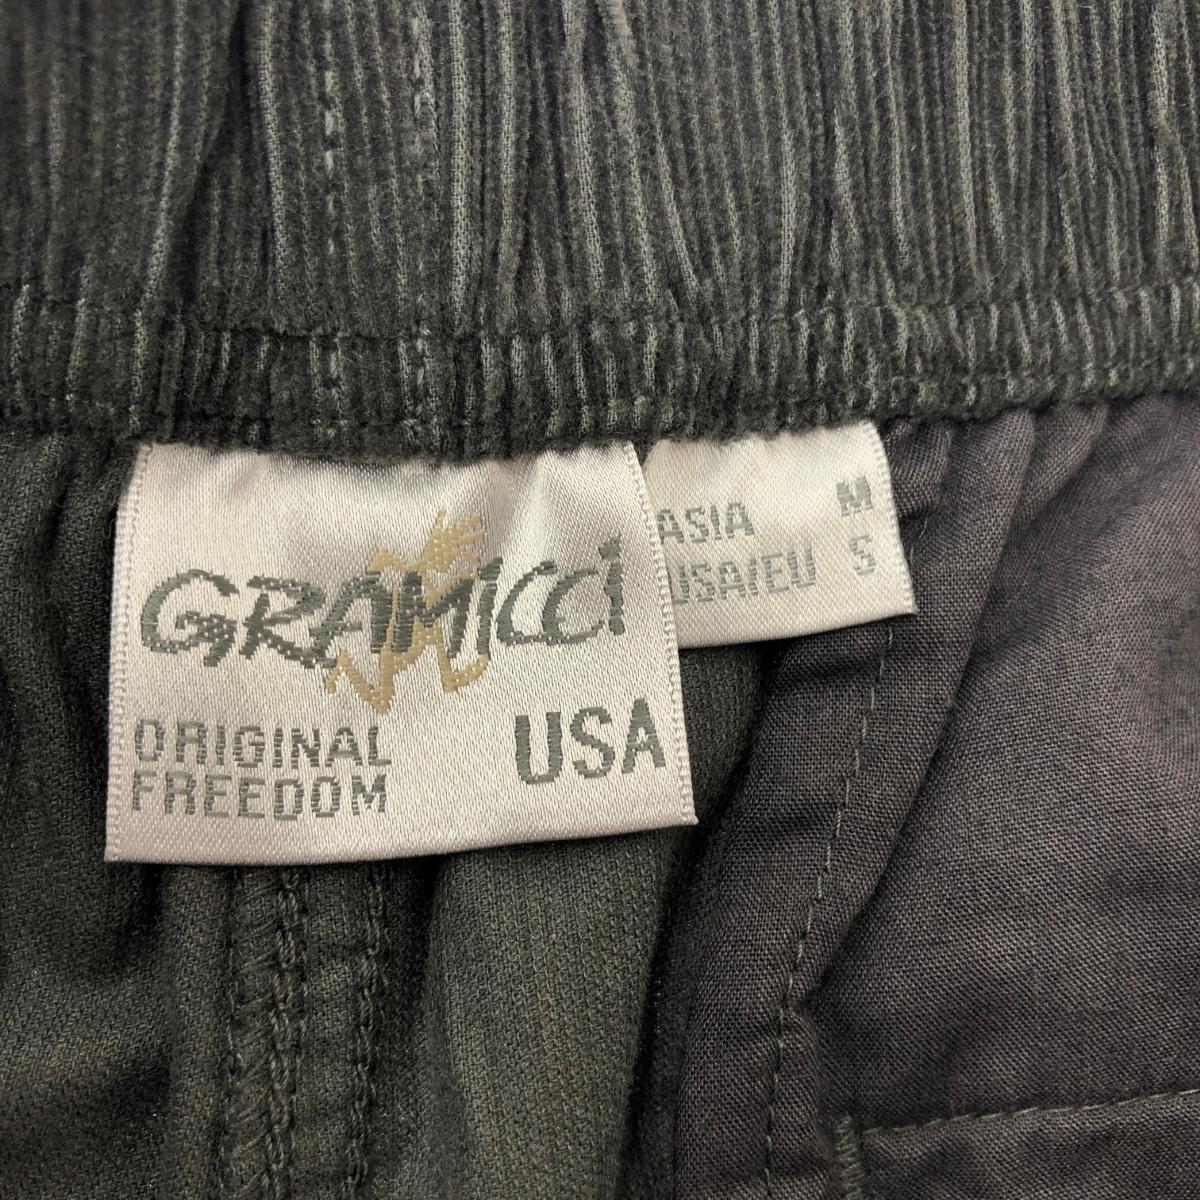 GRAMICCi
ORIGINAL
FREEDOM
USA
ASIA M
USA/EU S